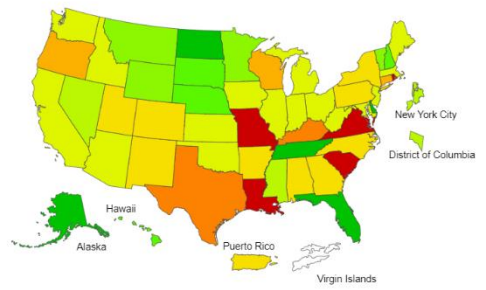 New York City
District of Columbia
Hawaii
Alaska
Puerto Rico
Virgin Islands